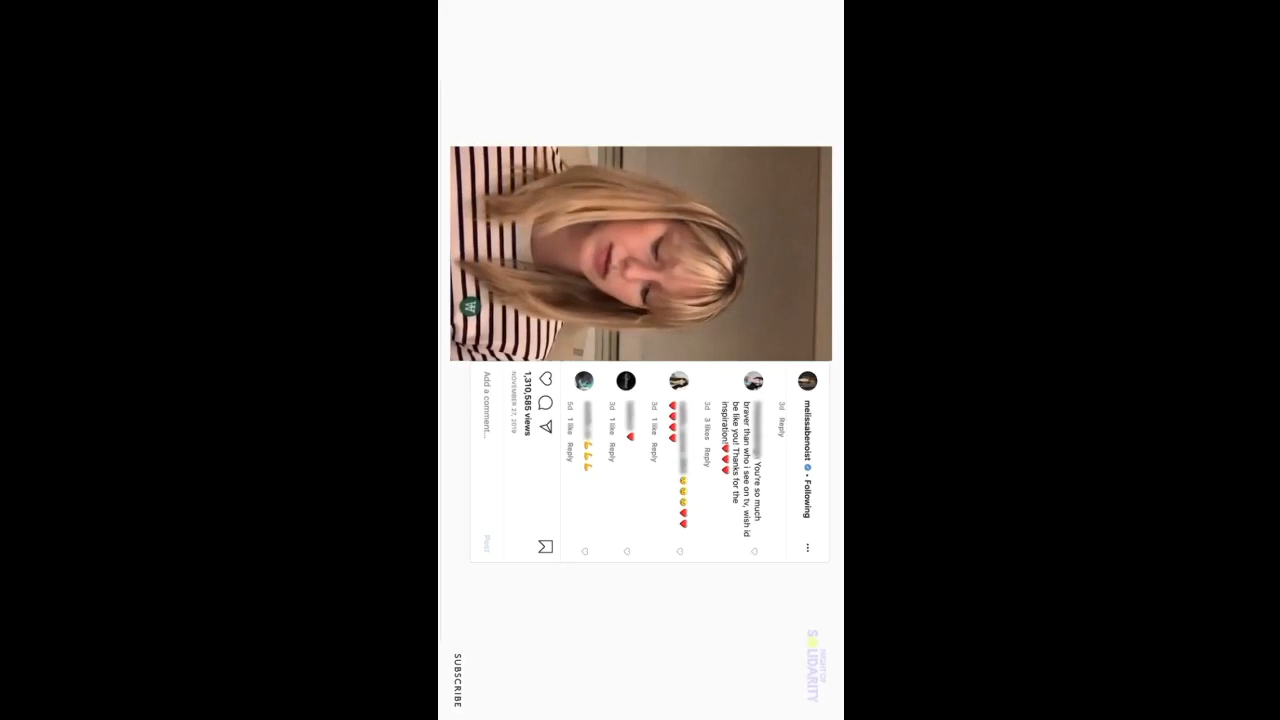 melissabenoist • Following
3d Reply
You're so much
braver than who i see on tv, wish id
be like you! Thanks for the
inspiration!❤️❤️❤️
3d 3 likes Reply
3d 1 like Reply
3d 1 like Reply
5d 1 like Reply
1,310,585 views
NOVEMBER 27, 2019
Add a comment...
Post
NIGHT OF
SOLIDARITY
SUBSCRIBE
W